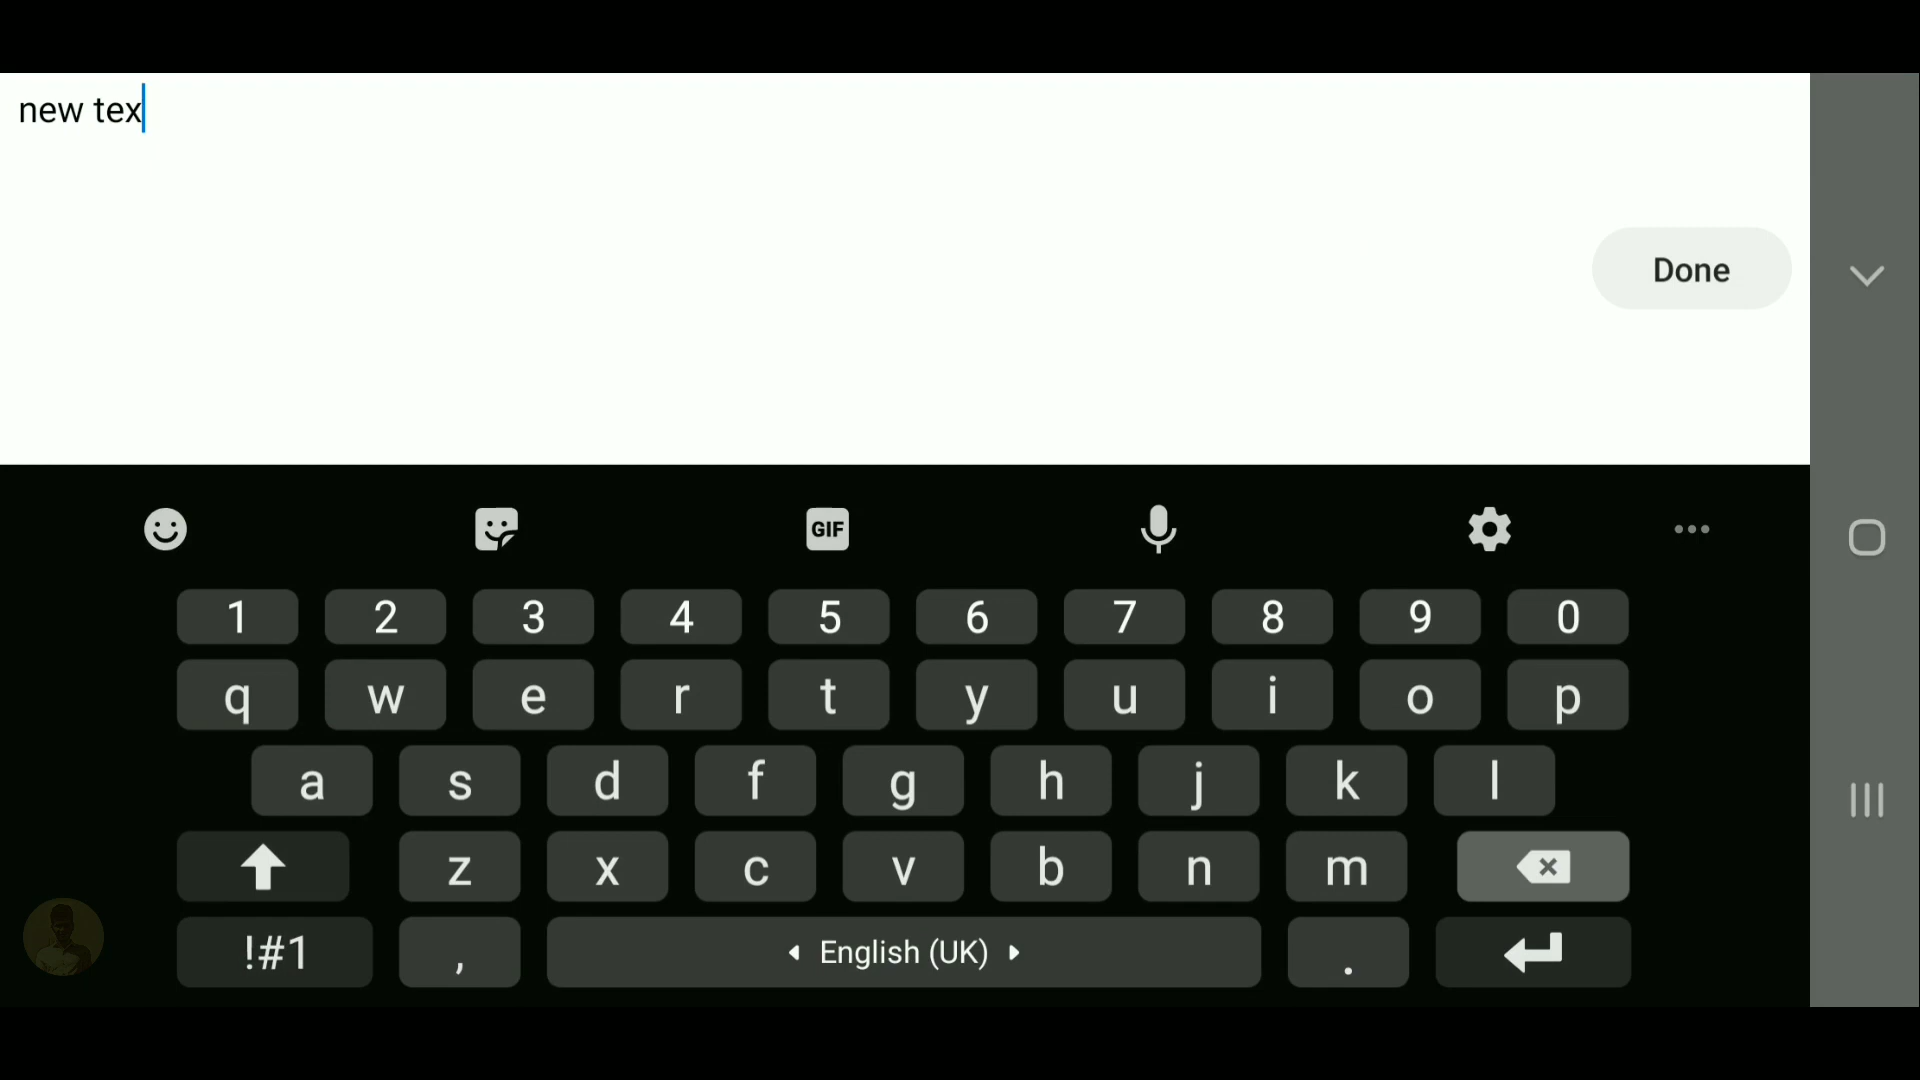 new tex
Done
GIF
1 2 3 4 5 6 7 8 9 0
q w e r t y u i o p
a s d f g h j k l
z x c v b n m
!#1 , English (UK) .